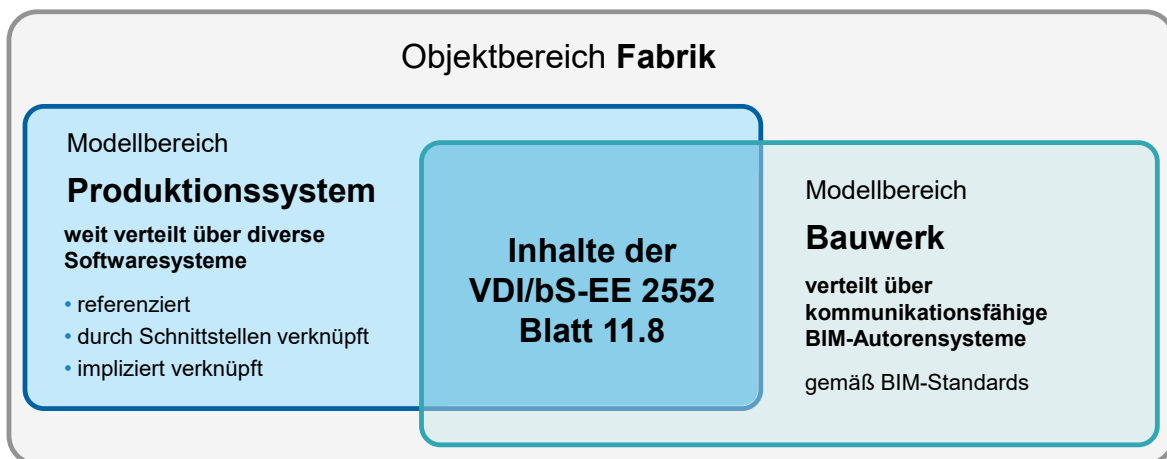 Objektbereich Fabrik
Modellbereich
Produktionssystem
weit verteilt über diverse
Softwaresysteme
• referenziert
• durch Schnittstellen verknüpft
• impliziert verknüpft
Inhalte der
VDI/bS-EE 2552
Blatt 11.8
Modellbereich
Bauwerk
verteilt über
kommunikationsfähige
BIM-Autorensysteme
gemäß BIM-Standards